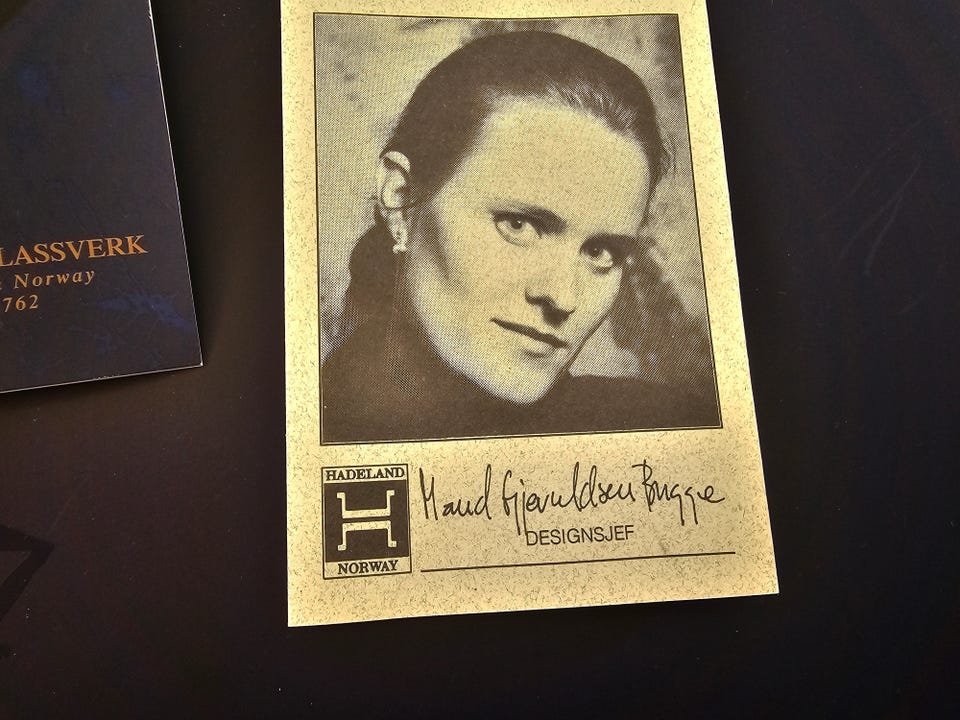 LASSVERK
Norway
762
HADELAND
NORWAY
Maud Gjeruldsen Bugge
DESIGNSJEF